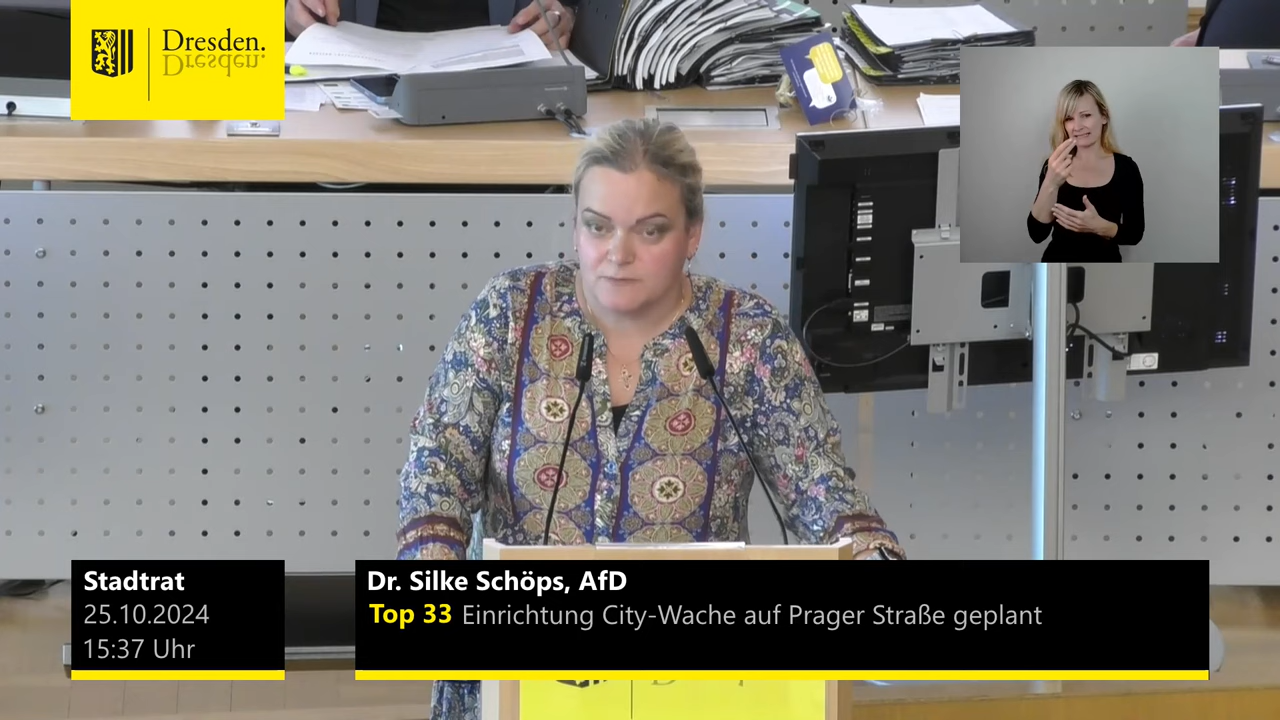 Dresden.
Dresden.
Stadtrat
25.10.2024
15:37 Uhr
Dr. Silke Schöps, AfD
Top 33 Einrichtung City-Wache auf Prager Straße geplant